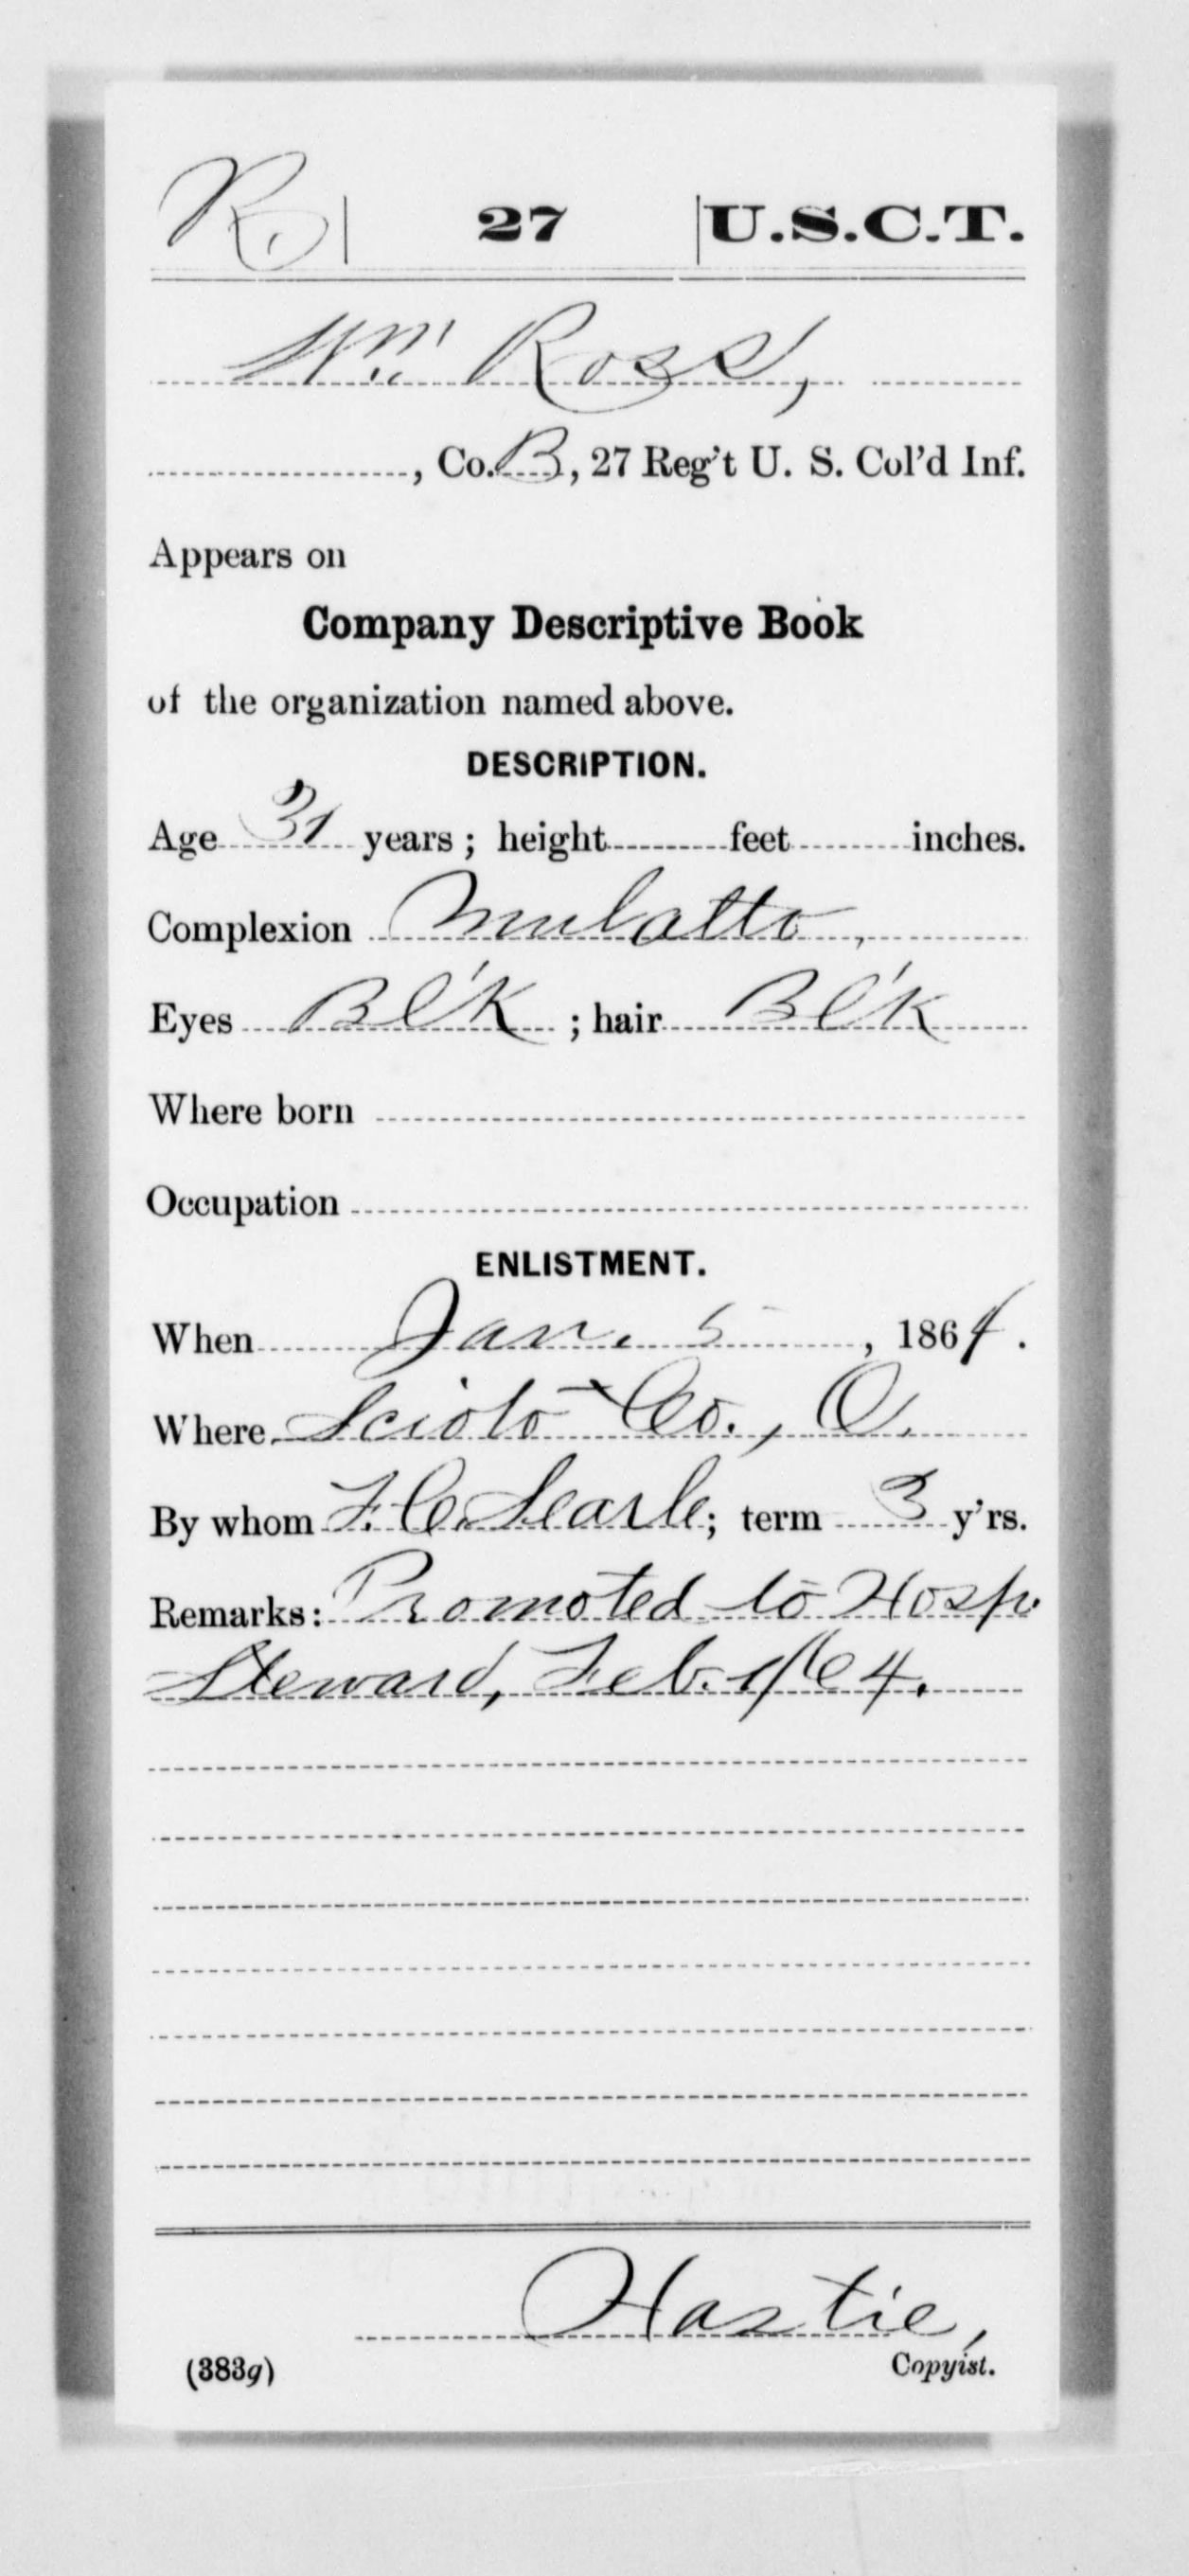 R | 27 | U.S.C.T.
Wm Ross,
, Co. B, 27 Reg't U. S. Col'd Inf.
Appears on
Company Descriptive Book
of the organization named above.
DESCRIPTION.
Age 31 years; height feet inches.
Complexion Mulatto,
Eyes Bl'k; hair Bl'k
Where born
Occupation
ENLISTMENT.
When Jan. 5, 1864.
Where Scioto Co., O.
By whom F. C. Searle; term 3 y'rs.
Remarks: Promoted to Hosp.
Steward, Feb. 1/64.
Hastie,
(383g) Copyist.